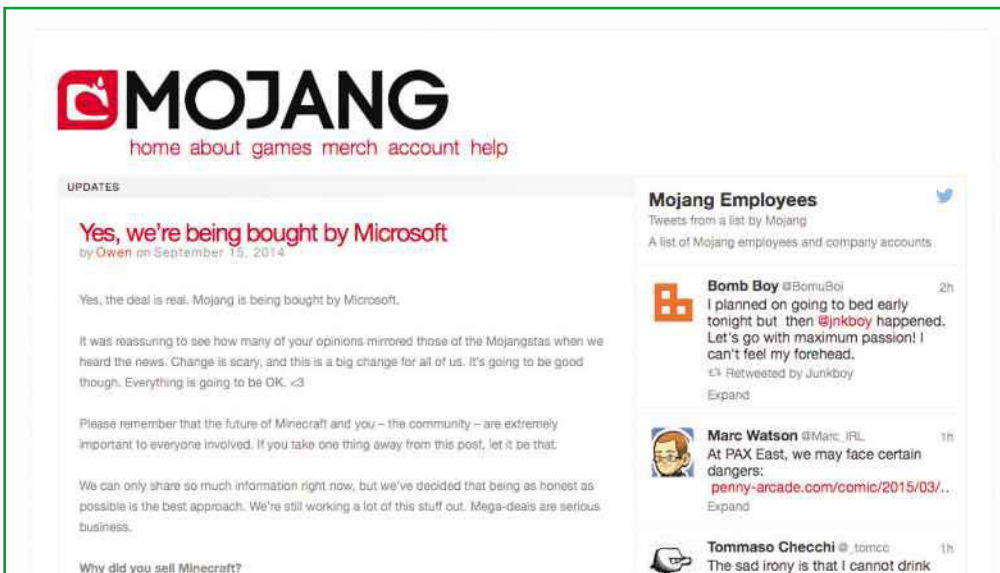 MOJANG
home about games merch account help
UPDATES
Yes, we're being bought by Microsoft
by Owen on September 15, 2014
Yes, the deal is real. Mojang is being bought by Microsoft.
It was reassuring to see how many of your opinions mirrored those of the Mojangstas when we
heard the news. Change is scary, and this is a big change for all of us. It's going to be good
though. Everything is going to be OK. <3
Please remember that the future of Minecraft and you – the community – are extremely
important to everyone involved. If you take one thing away from this post, let it be that.
We can only share so much information right now, but we've decided that being as honest as
possible is the best approach. We're still working a lot of this stuff out. Mega-deals are serious
business.
Why did you sell Minecraft?
Mojang Employees
Tweets from a list by Mojang
A list of Mojang employees and company accounts
Bomb Boy @BomuBoi 2h
I planned on going to bed early
tonight but then @jnkboy happened.
Let's go with maximum passion! I
can't feel my forehead.
Retweeted by Junkboy
Expand
Marc Watson @Marc_IRL 1h
At PAX East, we may face certain
dangers:
penny-arcade.com/comic/2015/03/..
Expand
Tommaso Checchi @_tomcc 1h
The sad irony is that I cannot drink